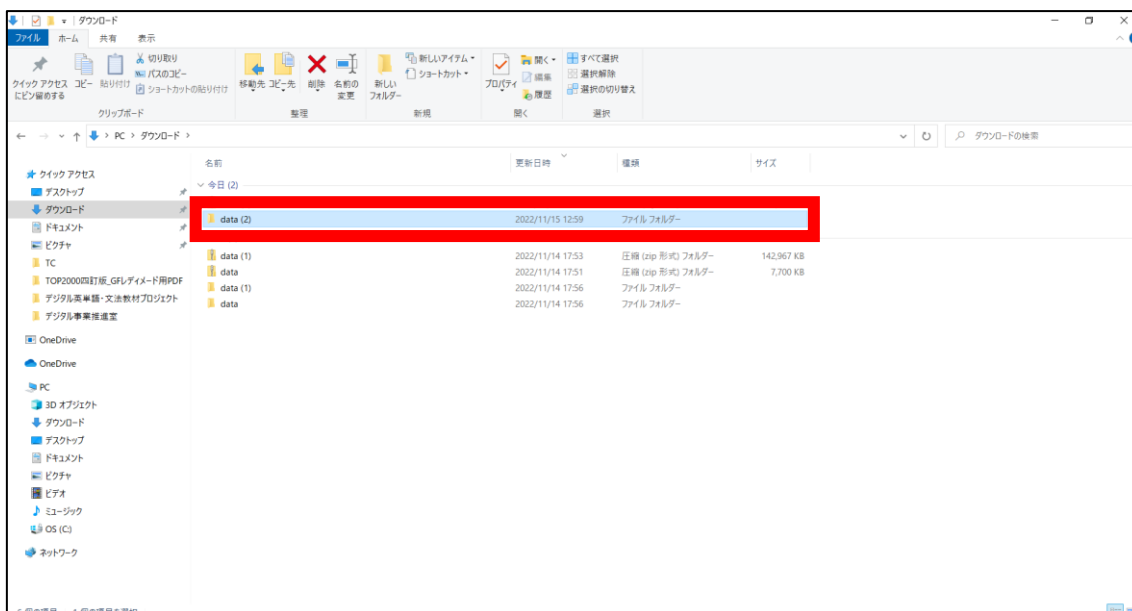 ダウンロード
ファイル ホーム 共有 表示
クイック アクセス
にピン留めする
コピー
貼り付け
切り取り
パスのコピー
ショートカットの貼り付け
クリップボード
移動先
コピー先
削除
名前の
変更
整理
新しい
フォルダー
新しいアイテム
ショートカット
新規
プロパティ
開く
編集
履歴
開く
すべて選択
選択解除
選択の切り替え
選択
PC > ダウンロード >
ダウンロードの検索
クイック アクセス
デスクトップ
ダウンロード
ドキュメント
ピクチャ
TC
TOP2000四訂版_GFLディメード用PDF
デジタル英単語・文法教材プロジェクト
デジタル事業推進室
OneDrive
OneDrive
PC
3D オブジェクト
ダウンロード
デスクトップ
ドキュメント
ピクチャ
ビデオ
ミュージック
OS (C:)
ネットワーク
名前 更新日時 種類 サイズ
今日 (2)
data (2) 2022/11/15 12:59 ファイル フォルダー
data (1) 2022/11/14 17:53 圧縮 (zip 形式) フォルダー 142,967 KB
data 2022/11/14 17:51 圧縮 (zip 形式) フォルダー 7,700 KB
data (1) 2022/11/14 17:56 ファイル フォルダー
data 2022/11/14 17:56 ファイル フォルダー